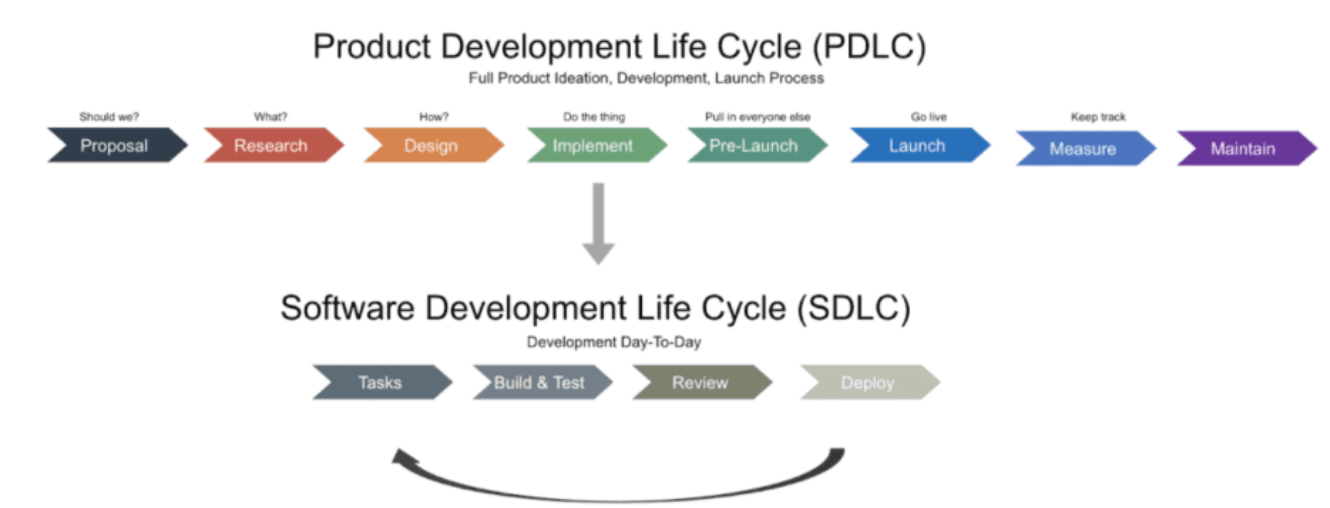 Product Development Life Cycle (PDLC)
Full Product Ideation, Development, Launch Process
Should we? What? How? Do the thing Pull in everyone else Go live Keep track
Proposal Research Design Implement Pre-Launch Launch Measure Maintain
Software Development Life Cycle (SDLC)
Development Day-To-Day
Tasks Build & Test Review Deploy